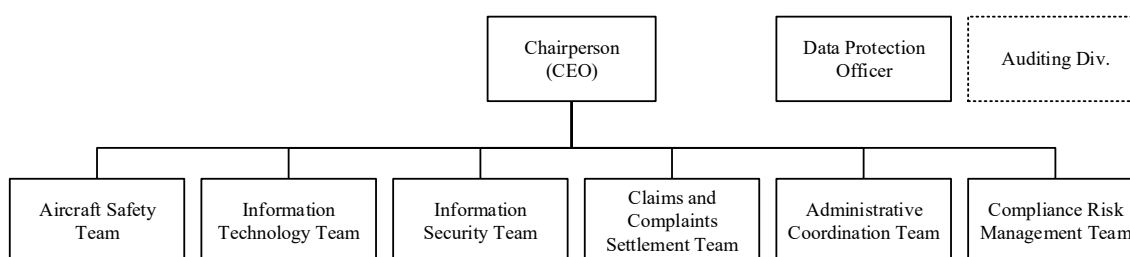 Chairperson
(CEO)
Data Protection
Officer
Auditing Div.
Aircraft Safety
Team
Information
Technology Team
Information
Security Team
Claims and
Complaints
Settlement Team
Administrative
Coordination Team
Compliance Risk
Management Team